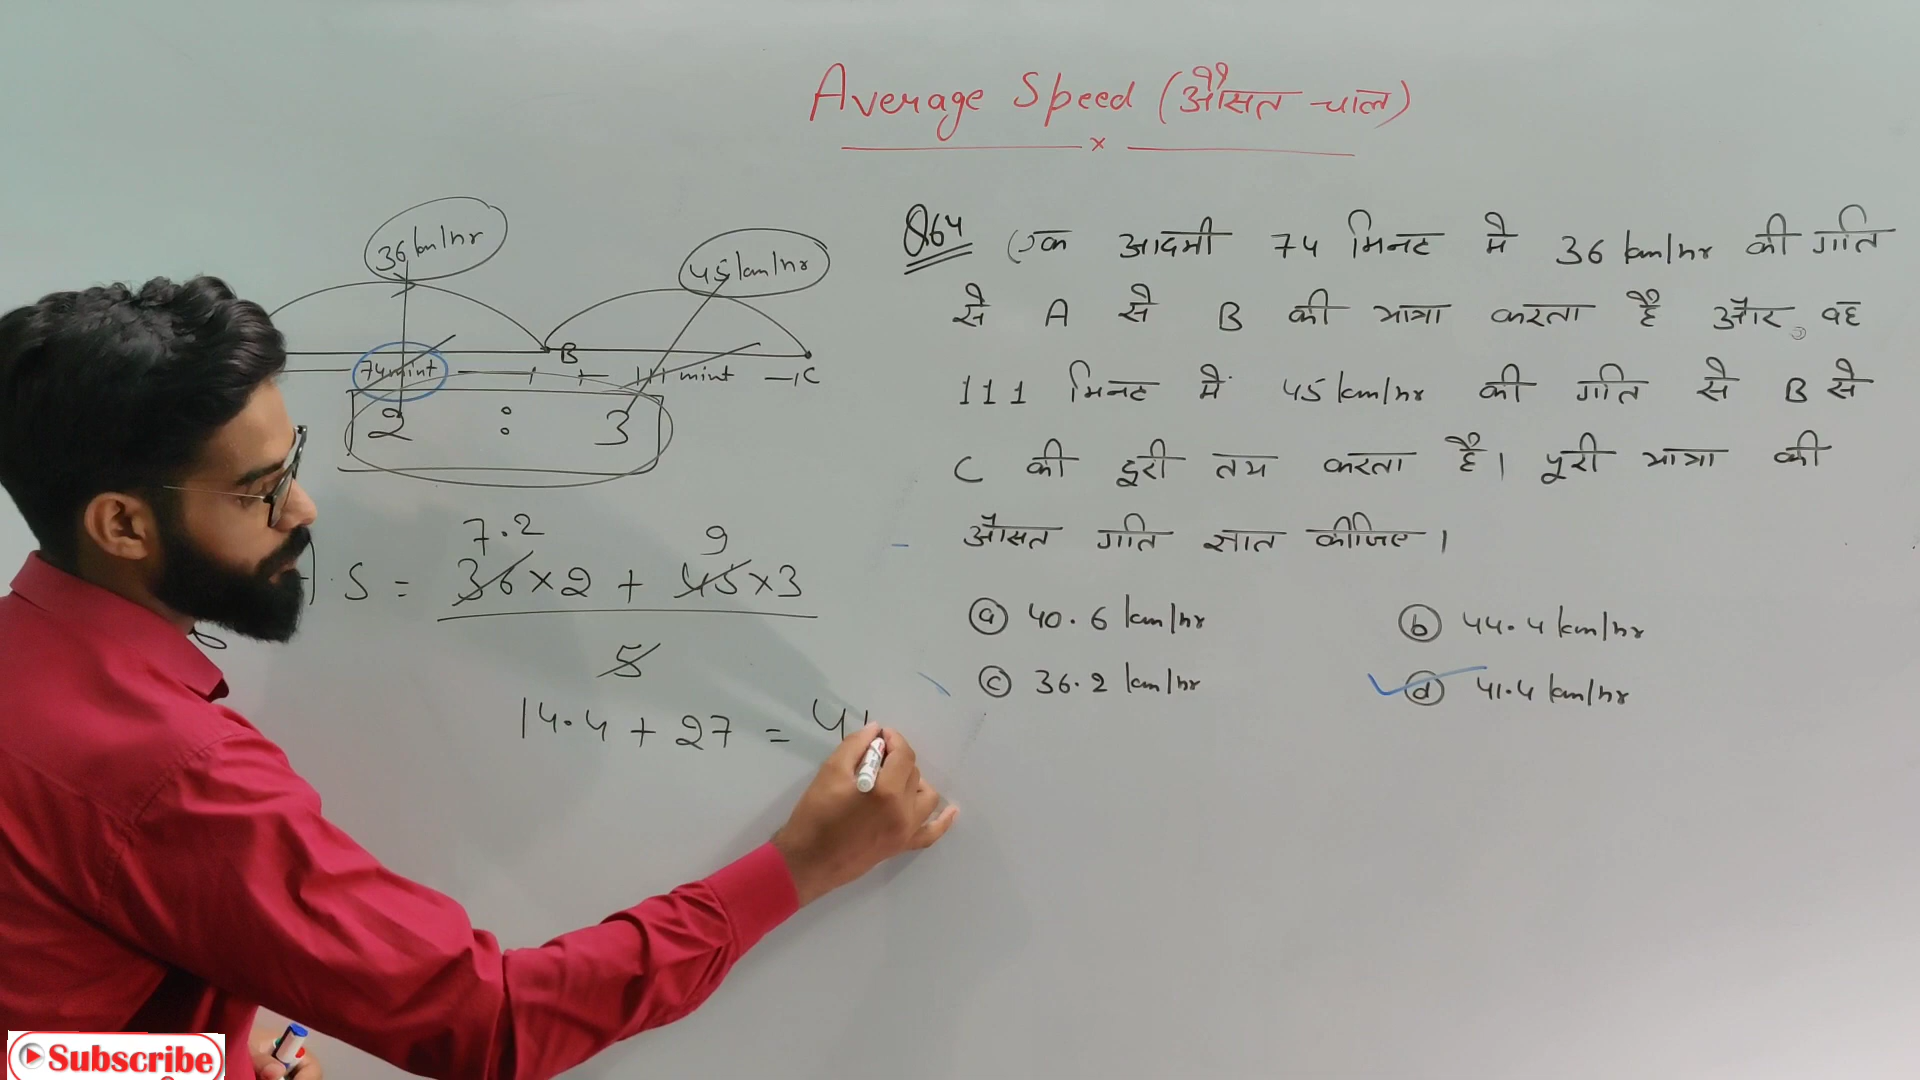 Average Speed (औसत चाल)
x
36 km/hr
45 km/hr
B
74 mint
111 mint
C
2 : 3
7.2 9
S = 36 x 2 + 45 x 3
5
14.4 + 27 = 41
Q64 एक आदमी 74 मिनट मे 36 km/hr की गति
से A से B की यात्रा करता है और वह
111 मिनट में 45 km/hr की गति से B से
C की दूरी तय करता है। पूरी यात्रा की
औसत गति ज्ञात कीजिए।
(a) 40.6 km/hr (b) 44.4 km/hr
(c) 36.2 km/hr (d) 41.4 km/hr
Subscribe